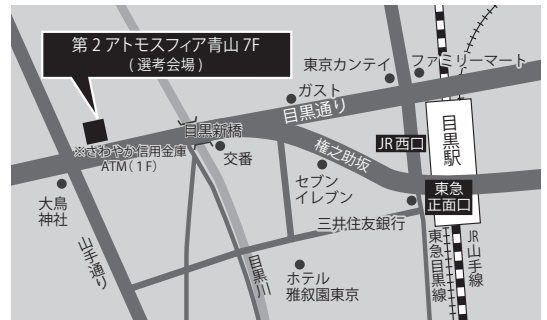 第2アトモスフィア青山7F
(選考会場)
東京カンテイ
ファミリーマート
ガスト
目黒通り
目黒新橋
※さわやか信用金庫
ATM(1F)
交番
権之助坂
JR西口
目黒駅
セブン
イレブン
東急
正面口
大鳥
神社
三井住友銀行
山手通り
目黒川
ホテル
雅叙園東京
東急目黒線
JR山手線